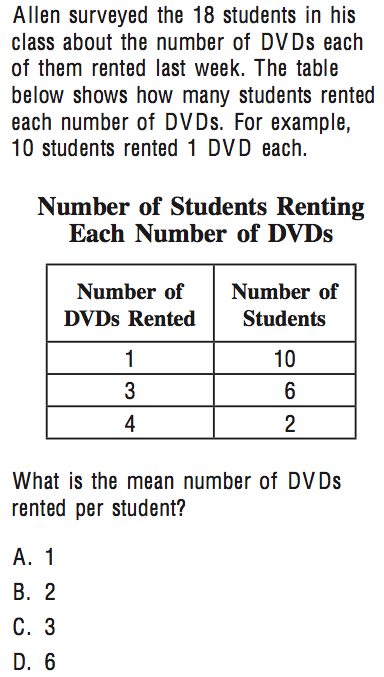 Allen surveyed the 18 students in his
class about the number of DVDs each
of them rented last week. The table
below shows how many students rented
each number of DVDs. For example,
10 students rented 1 DVD each.
Number of Students Renting
Each Number of DVDs
Number of DVDs Rented Number of Students
1 10
3 6
4 2
What is the mean number of DVDs
rented per student?
A. 1
B. 2
C. 3
D. 6